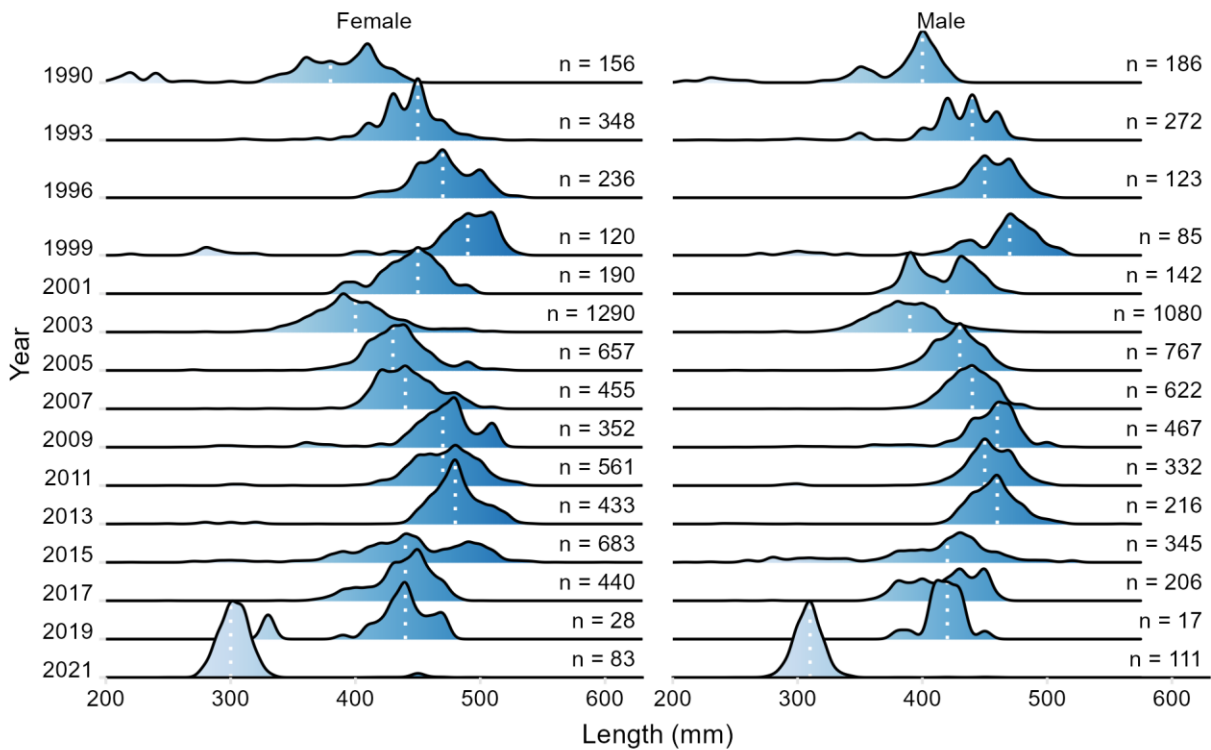 Female Male
1990 n = 156 n = 186
1993 n = 348 n = 272
1996 n = 236 n = 123
1999 n = 120 n = 85
2001 n = 190 n = 142
2003 n = 1290 n = 1080
2005 n = 657 n = 767
2007 n = 455 n = 622
2009 n = 352 n = 467
2011 n = 561 n = 332
2013 n = 433 n = 216
2015 n = 683 n = 345
2017 n = 440 n = 206
2019 n = 28 n = 17
2021 n = 83 n = 111
Year
200 300 400 500 600 200 300 400 500 600
Length (mm)